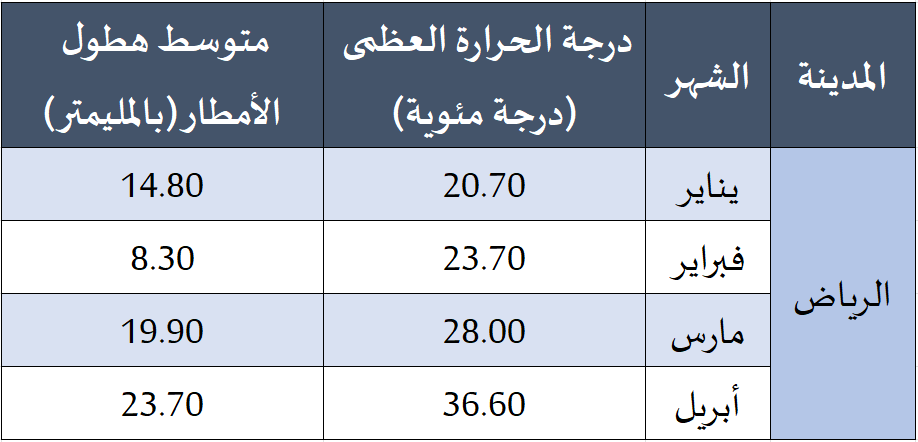 المدينة الشهر درجة الحرارة العظمى (درجة مئوية) متوسط هطول الأمطار (بالمليمتر)
الرياض يناير 20.70 14.80
فبراير 23.70 8.30
مارس 28.00 19.90
أبريل 36.60 23.70